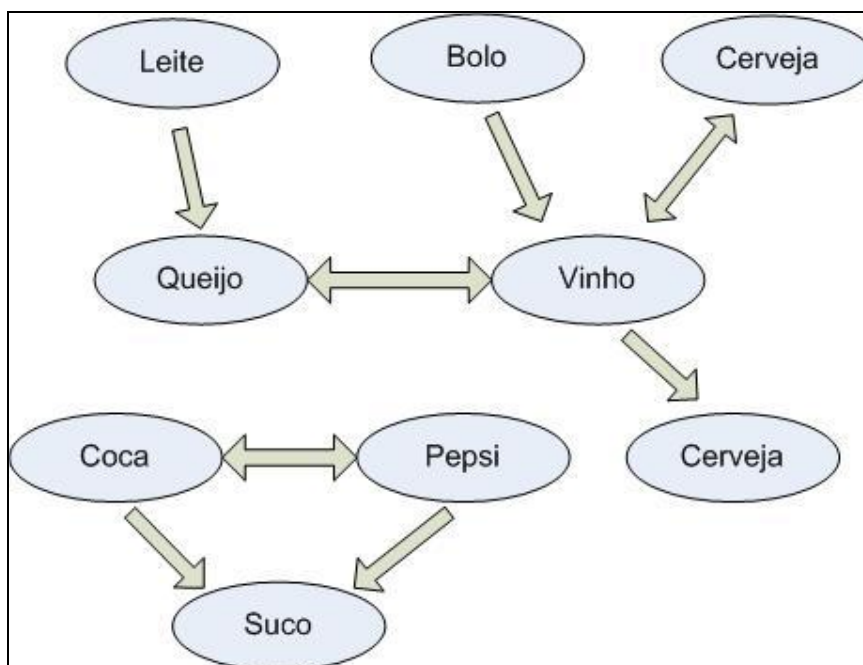 Leite
Bolo
Cerveja
Queijo
Vinho
Coca
Pepsi
Cerveja
Suco